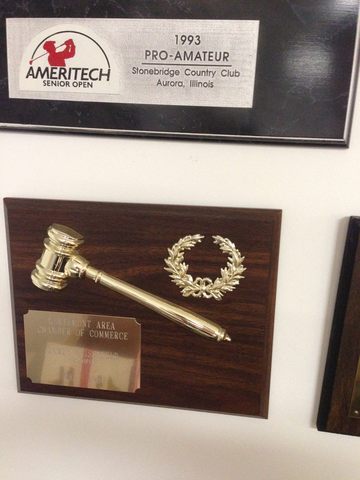 AMERITECH
SENIOR OPEN
1993
PRO-AMATEUR
Stonebridge Country Club
Aurora, Illinois
AREA
CHAMBER OF COMMERCE